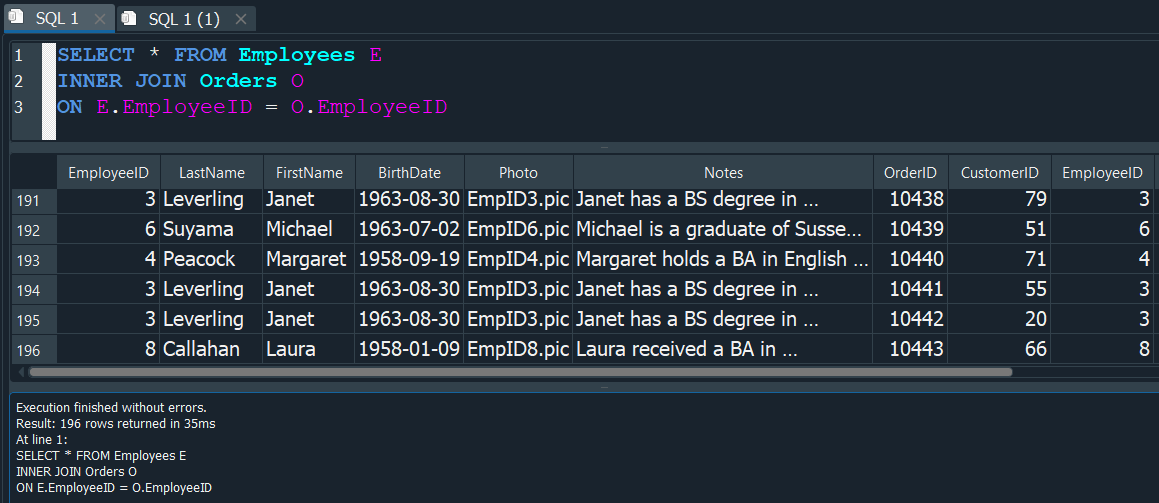 SQL 1 SQL 1 (1)
1 SELECT * FROM Employees E
2 INNER JOIN Orders O
3 ON E.EmployeeID = O.EmployeeID
EmployeeID LastName FirstName BirthDate Photo Notes OrderID CustomerID EmployeeID
191 3 Leverling Janet 1963-08-30 EmpID3.pic Janet has a BS degree in ... 10438 79 3
192 6 Suyama Michael 1963-07-02 EmpID6.pic Michael is a graduate of Susse... 10439 51 6
193 4 Peacock Margaret 1958-09-19 EmpID4.pic Margaret holds a BA in English ... 10440 71 4
194 3 Leverling Janet 1963-08-30 EmpID3.pic Janet has a BS degree in ... 10441 55 3
195 3 Leverling Janet 1963-08-30 EmpID3.pic Janet has a BS degree in ... 10442 20 3
196 8 Callahan Laura 1958-01-09 EmpID8.pic Laura received a BA in ... 10443 66 8
Execution finished without errors.
Result: 196 rows returned in 35ms
At line 1:
SELECT * FROM Employees E
INNER JOIN Orders O
ON E.EmployeeID = O.EmployeeID